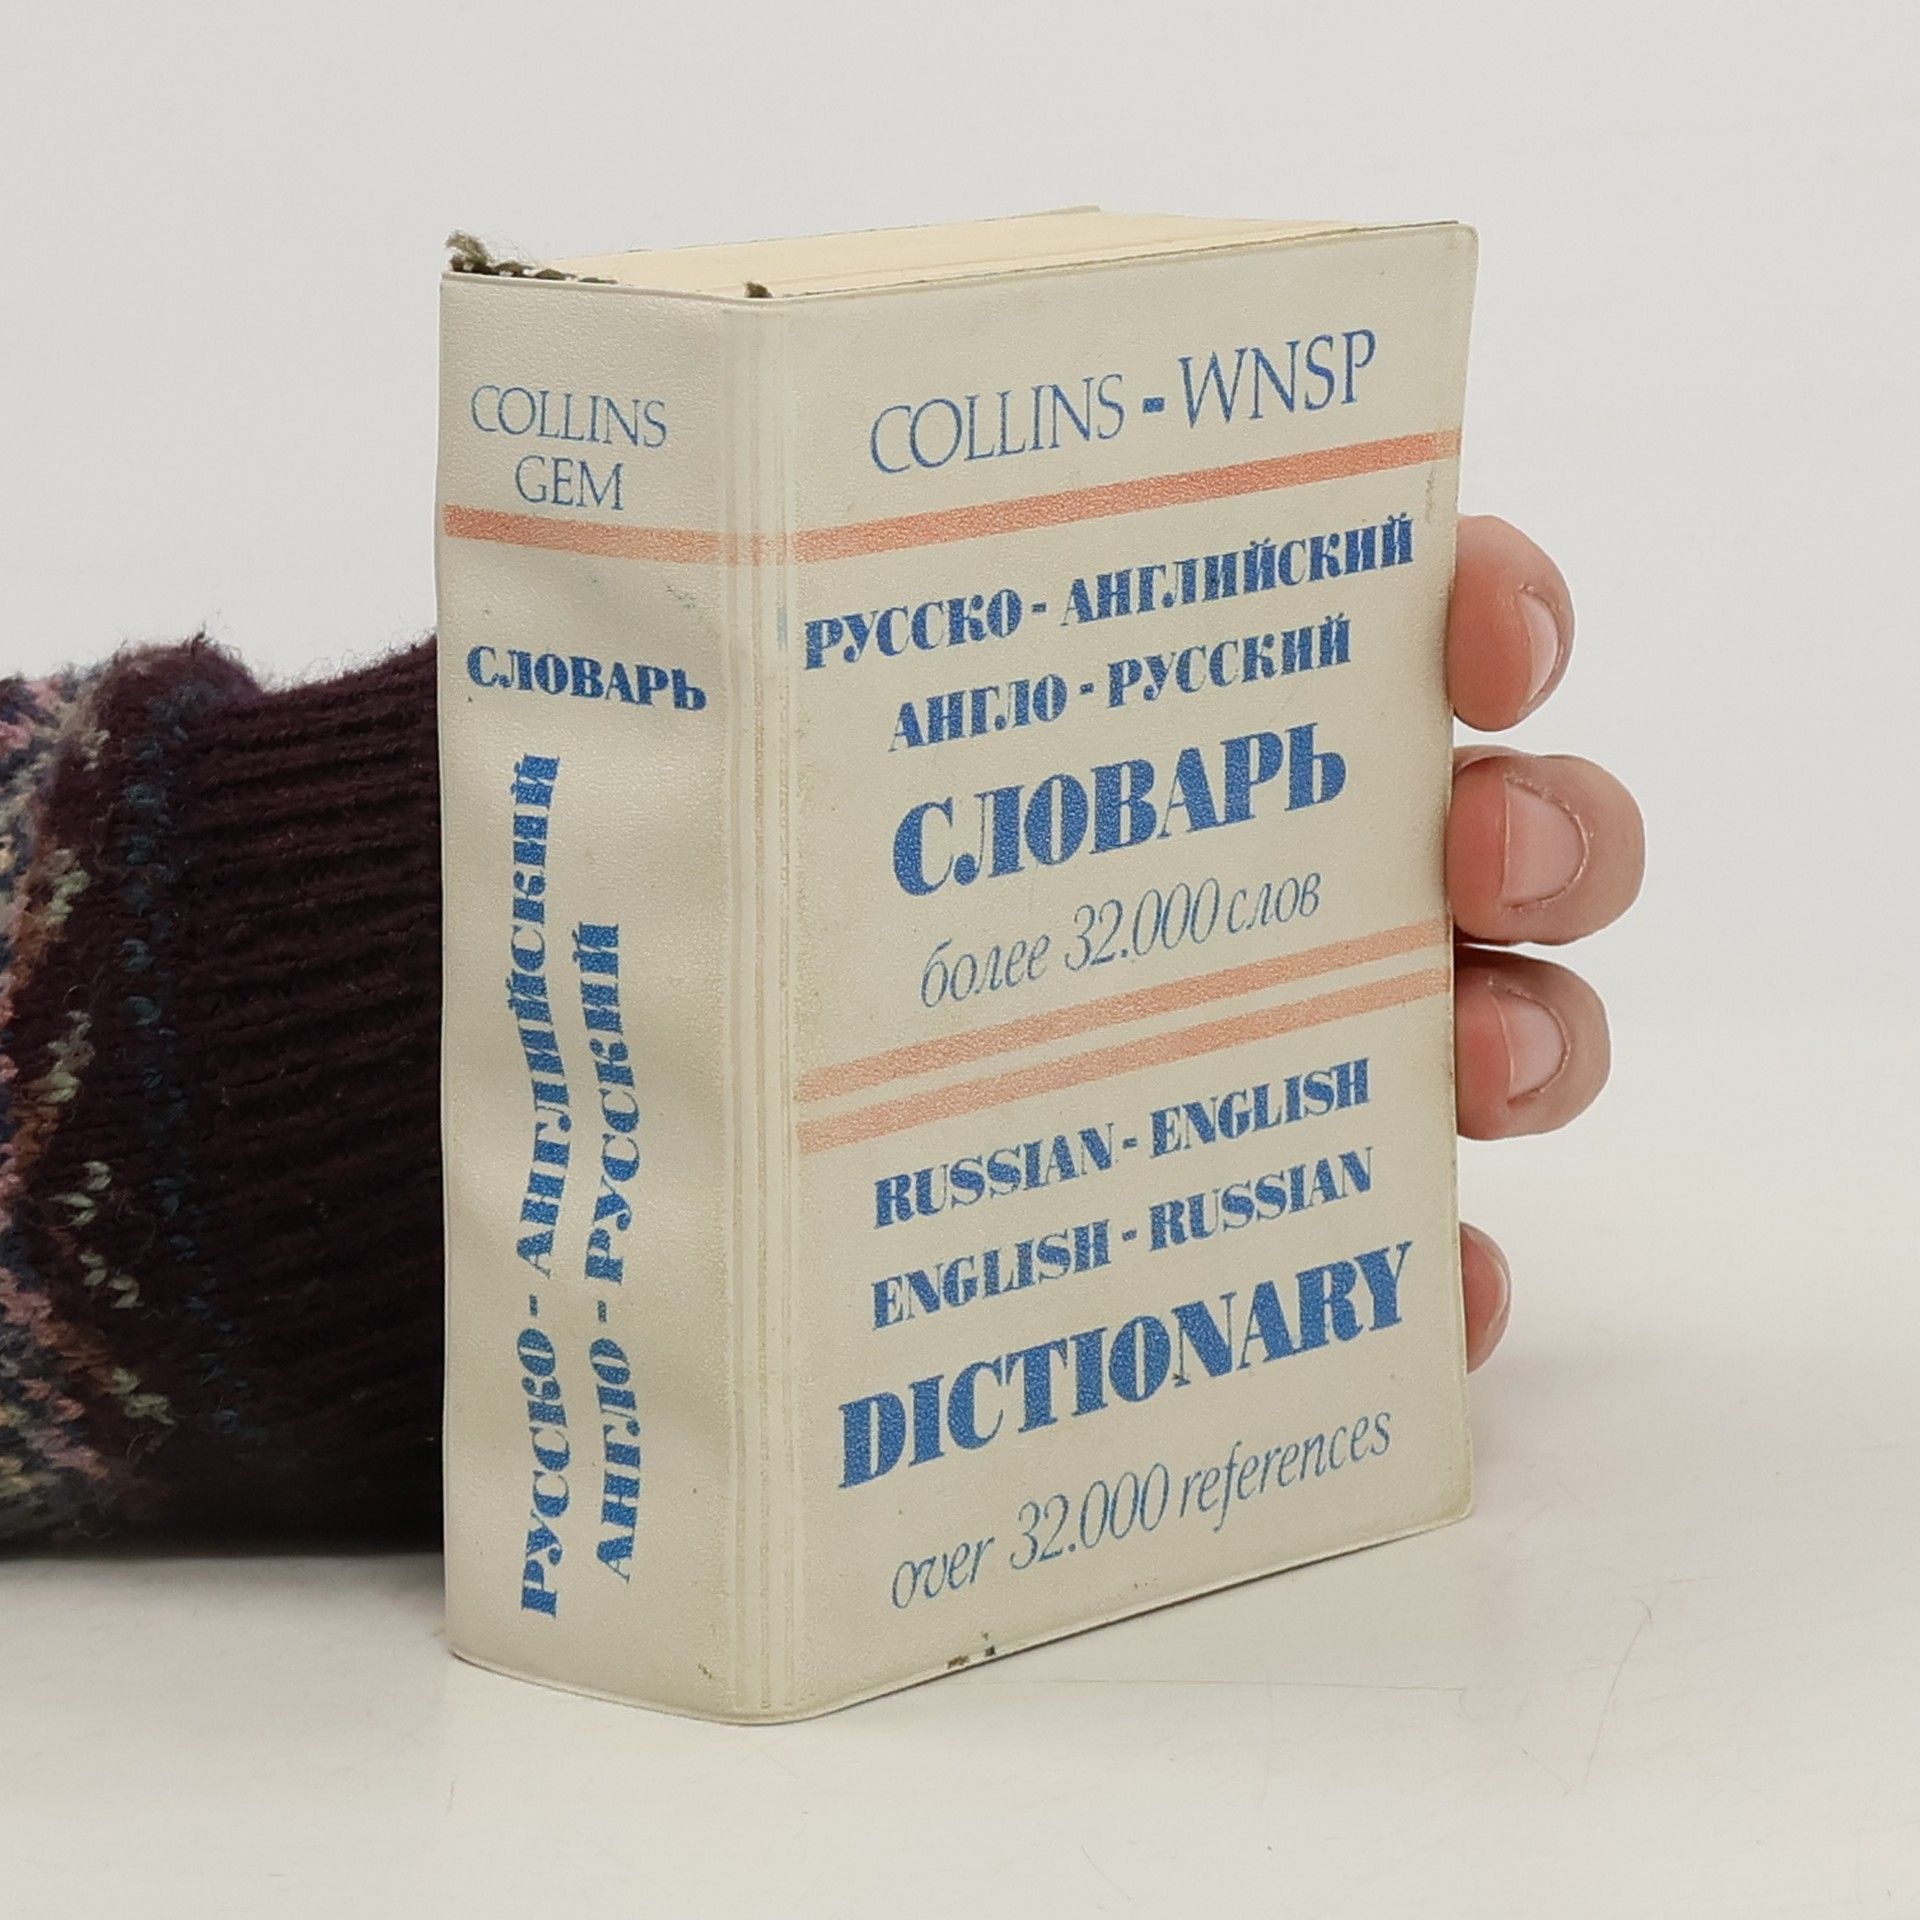 COLLINS
GEM
СЛОВАРЬ
РУССКО - АНГЛИЙСКИЙ
АНГЛО - РУССКИЙ
COLLINS - WNSP
РУССКО - АНГЛИЙСКИЙ
АНГЛО - РУССКИЙ
СЛОВАРЬ
более 32.000 слов
RUSSIAN - ENGLISH
ENGLISH - RUSSIAN
DICTIONARY
over 32.000 references